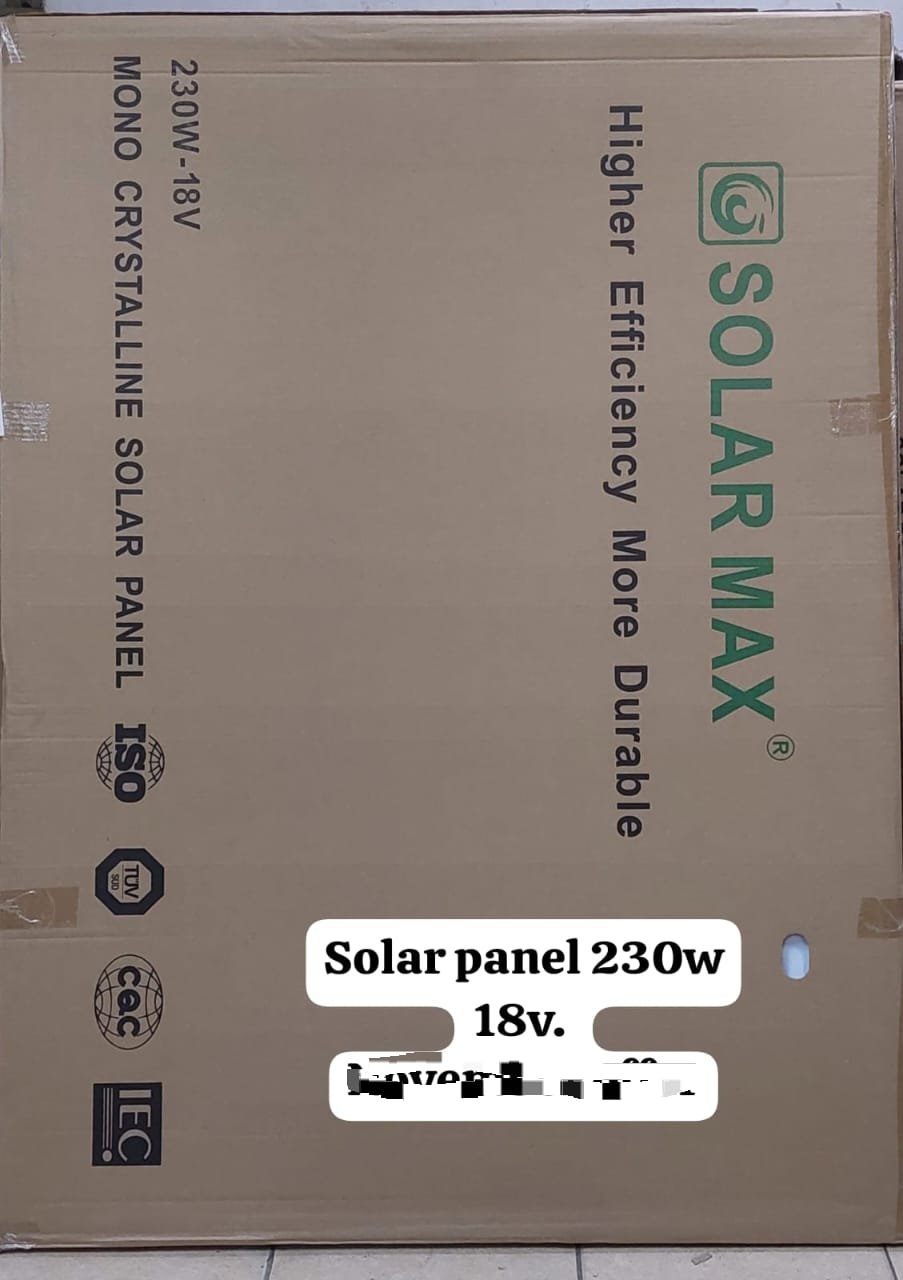 SOLAR MAX ®
Higher Efficiency More Durable
230W-18V
MONO CRYSTALLINE SOLAR PANEL
ISO
TÜV
SÜD
cqc
IEC
Solar panel 230w
18v.